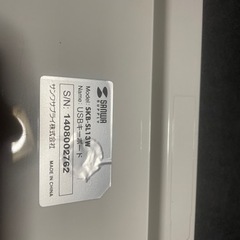 SANWA
SUPPLY
Model: SKB-SL13W
Name: USBキーボード
S/N: 1408002762
サンワサプライ株式会社
MADE IN CHINA